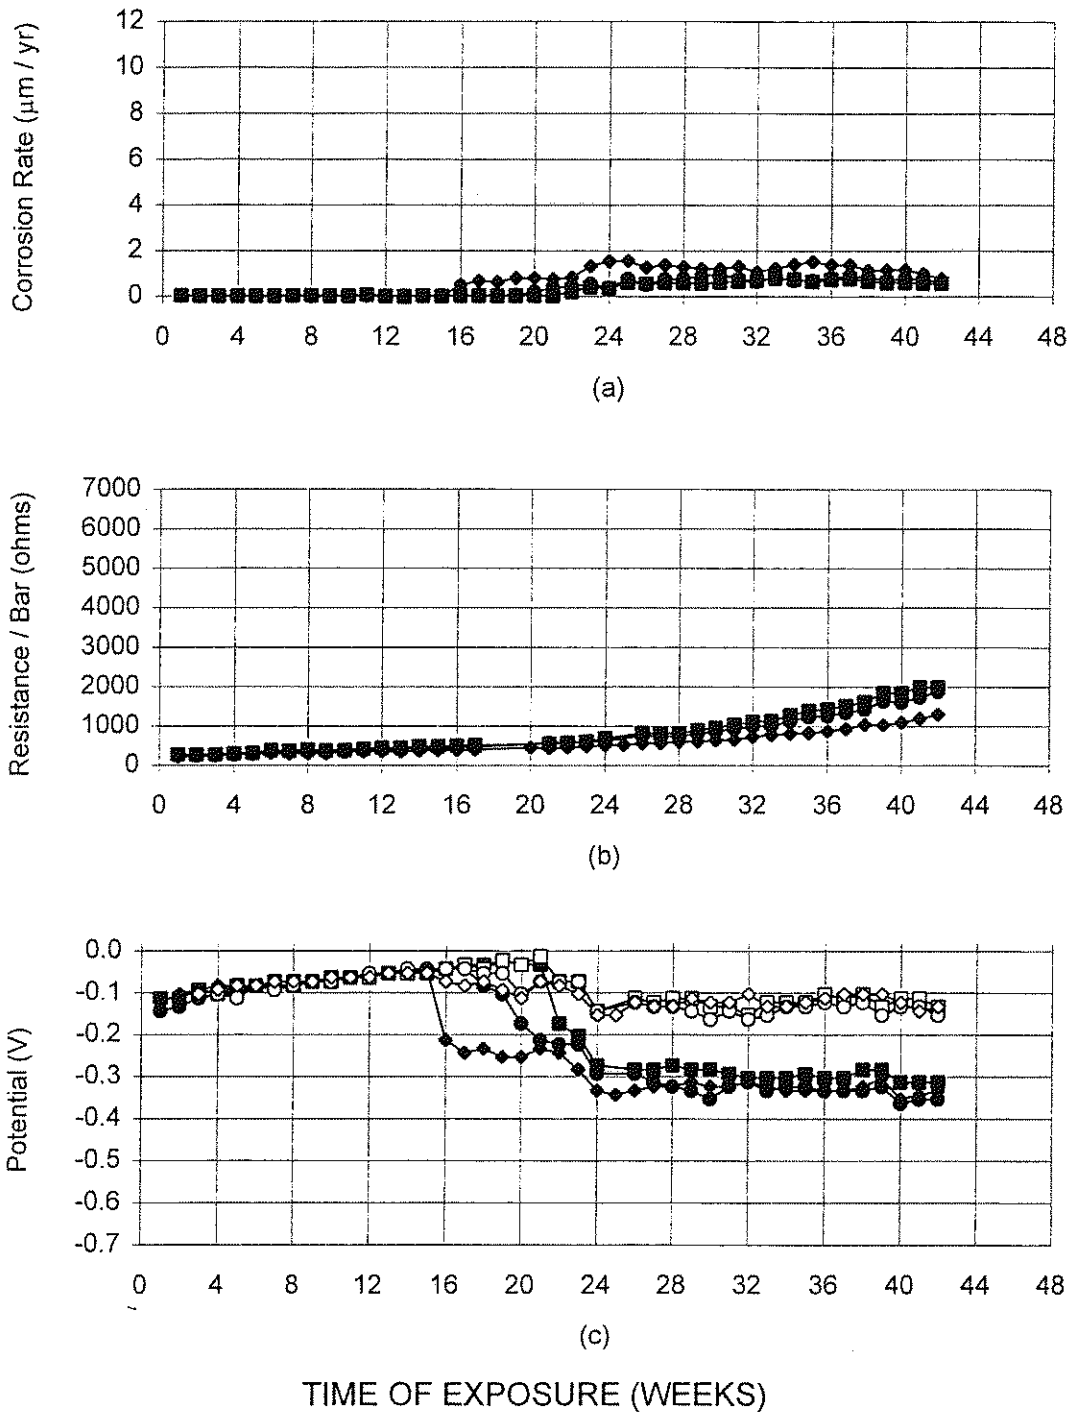 12
10
8
6
4
2
0
Corrosion Rate (μm / yr)
0 4 8 12 16 20 24 28 32 36 40 44 48
(a)
7000
6000
5000
4000
3000
2000
1000
0
Resistance / Bar (ohms)
0 4 8 12 16 20 24 28 32 36 40 44 48
(b)
0.0
-0.1
-0.2
-0.3
-0.4
-0.5
-0.6
-0.7
Potential (V)
0 4 8 12 16 20 24 28 32 36 40 44 48
(c)
TIME OF EXPOSURE (WEEKS)